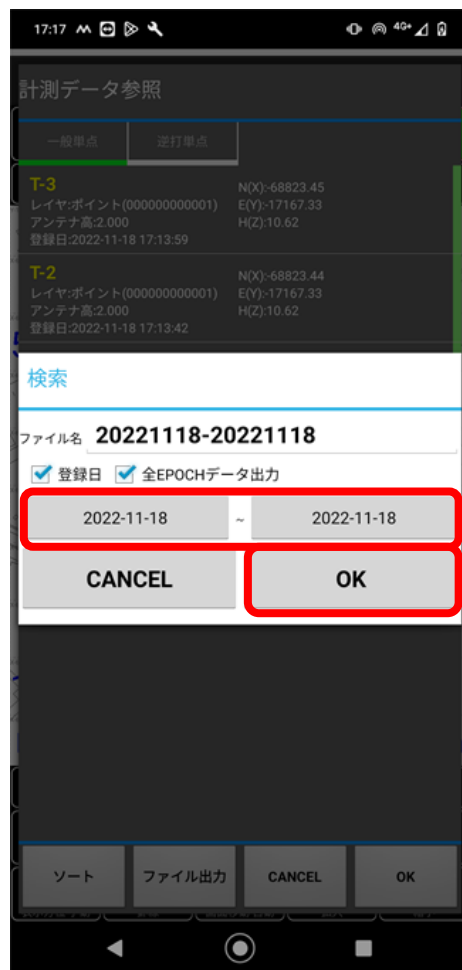 17:17 4G+
計測データ参照
一般単点 逆打単点
T-3
レイヤ:ポイント(000000000001) N(X):-68823.45
アンテナ高:2.000 E(Y):-17167.33
登録日:2022-11-18 17:13:59 H(Z):10.62
T-2
レイヤ:ポイント(000000000001) N(X):-68823.44
アンテナ高:2.000 E(Y):-17167.33
登録日:2022-11-18 17:13:42 H(Z):10.62
検索
ファイル名 20221118-20221118
登録日 全EPOCHデータ出力
2022-11-18 ~ 2022-11-18
CANCEL OK
ソート ファイル出力 CANCEL OK